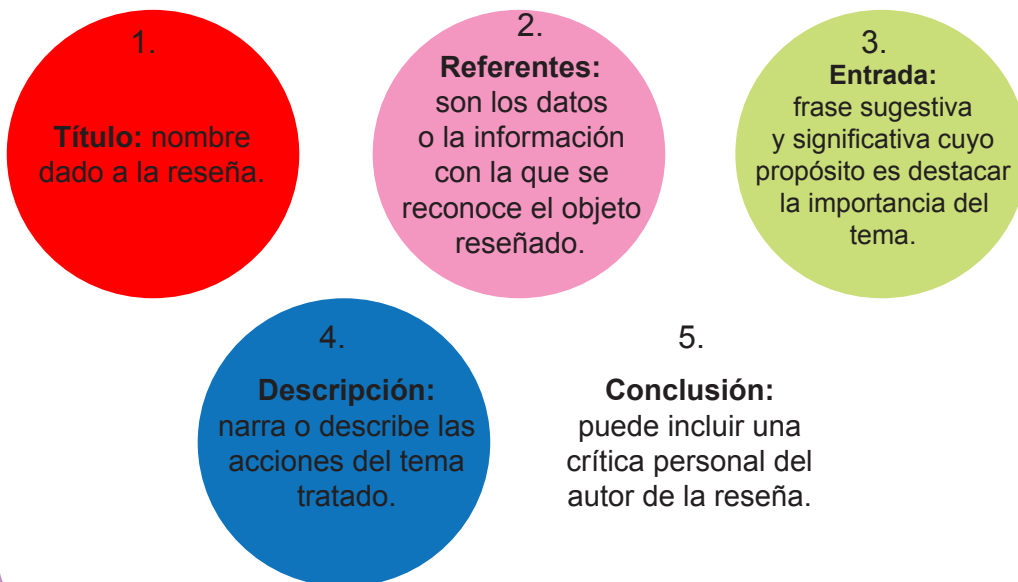 1.
Título: nombre
dado a la reseña.
2.
Referentes:
son los datos
o la información
con la que se
reconoce el objeto
reseñado.
3.
Entrada:
frase sugestiva
y significativa cuyo
propósito es destacar
la importancia del
tema.
4.
Descripción:
narra o describe las
acciones del tema
tratado.
5.
Conclusión:
puede incluir una
crítica personal del
autor de la reseña.